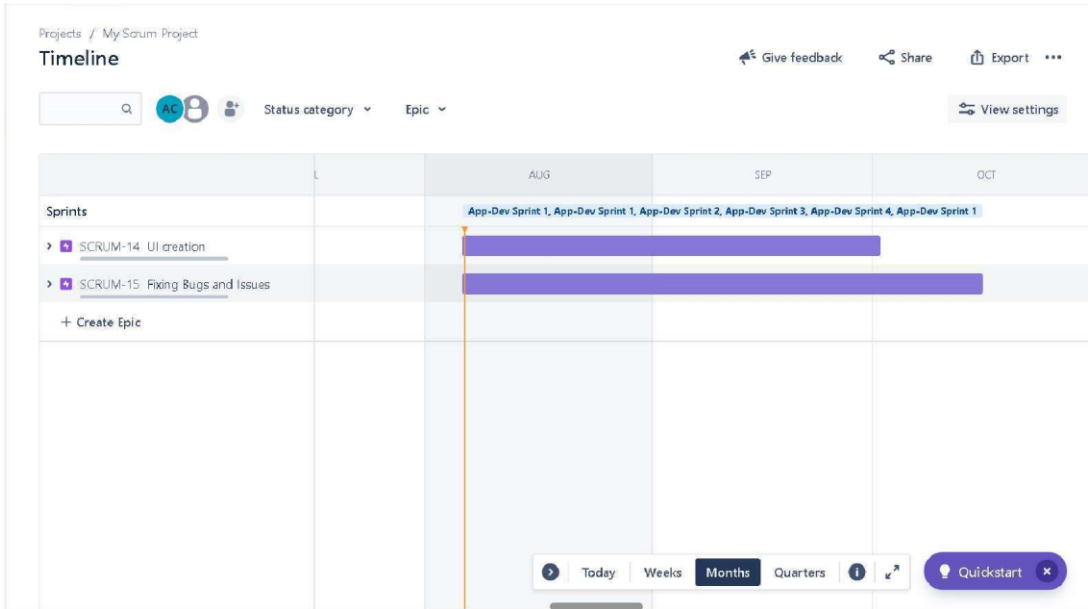 Projects / My Scrum Project
Timeline
Give feedback
Share
Export
AC
Status category
Epic
View settings
L
AUG
SEP
OCT
Sprints
App-Dev Sprint 1, App-Dev Sprint 1, App-Dev Sprint 2, App-Dev Sprint 3, App-Dev Sprint 4, App-Dev Sprint 1
SCRUM-14 UI creation
SCRUM-15 Fixing Bugs and Issues
+ Create Epic
Today
Weeks
Months
Quarters
Quickstart